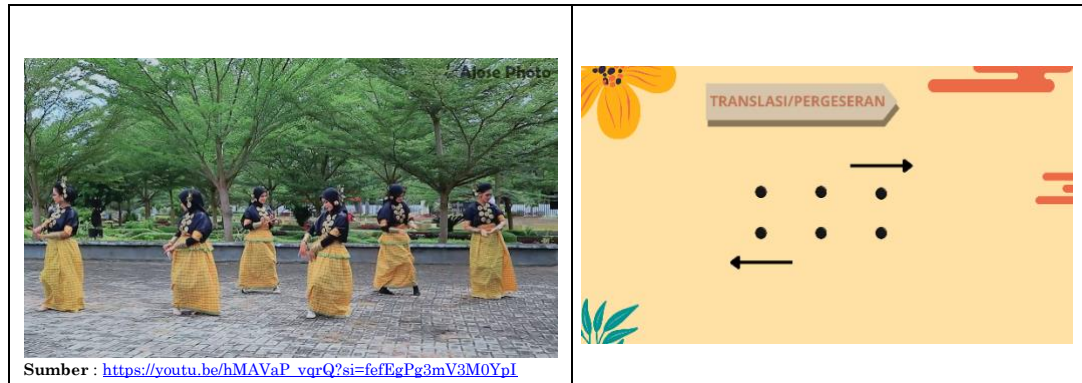 Ajose Photo
TRANSLASI/PERGESERAN
Sumber : https://youtu.be/hMAVaP_vqrQ?si=fefEgPg3mV3M0YpI